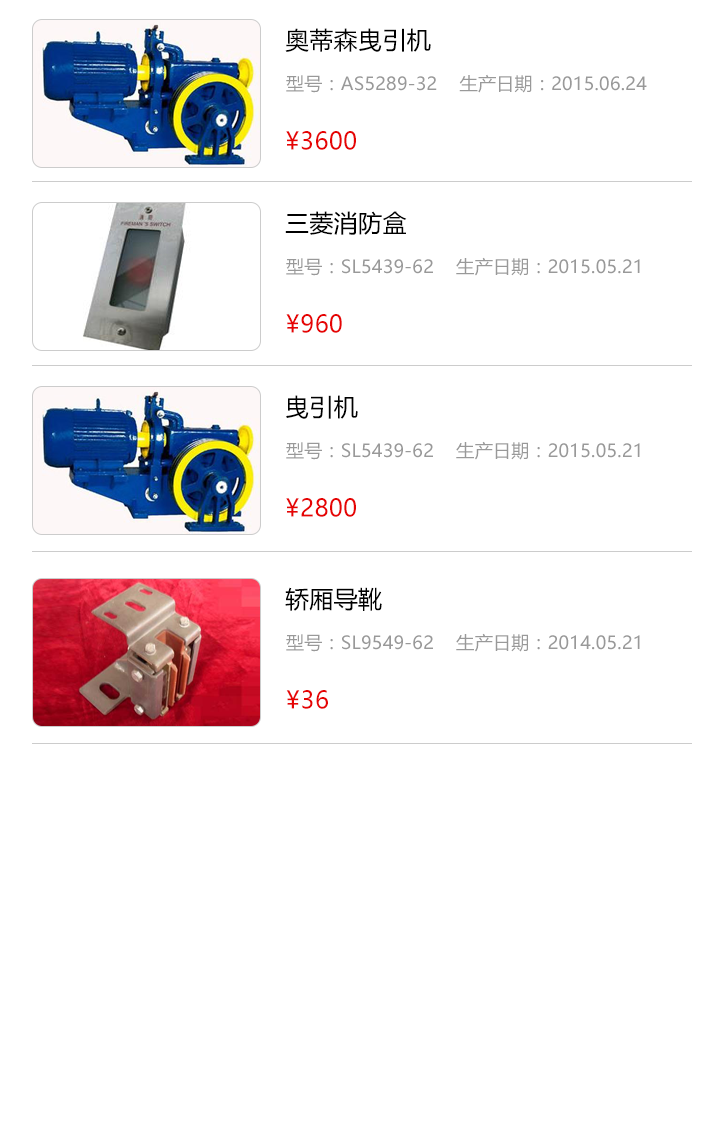 奥蒂森曳引机
型号：AS5289-32 生产日期：2015.06.24
¥3600
FIREMAN'S SWITCH
三菱消防盒
型号：SL5439-62 生产日期：2015.05.21
¥960
曳引机
型号：SL5439-62 生产日期：2015.05.21
¥2800
轿厢导靴
型号：SL9549-62 生产日期：2014.05.21
¥36